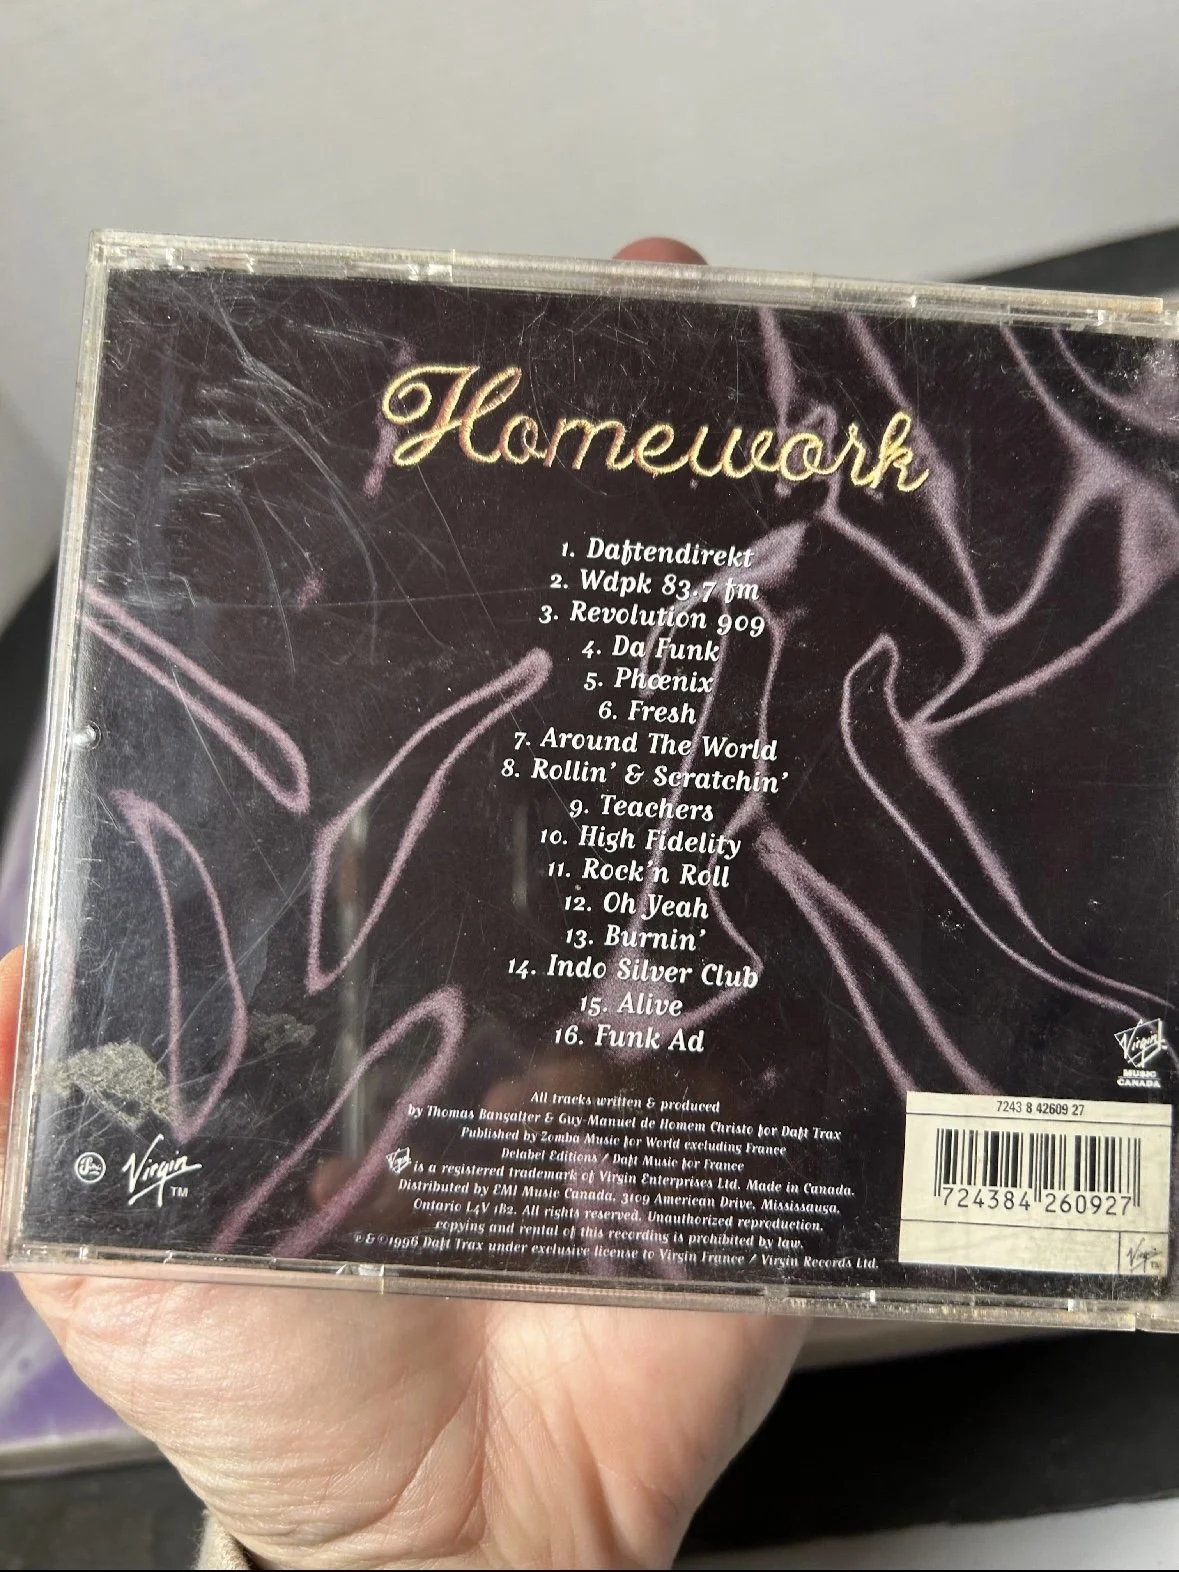 Homework
1. Daftendirekt
2. Wdpk 83.7 fm
3. Revolution 909
4. Da Funk
5. Phœnix
6. Fresh
7. Around The World
8. Rollin' & Scratchin'
9. Teachers
10. High Fidelity
11. Rock'n Roll
12. Oh Yeah
13. Burnin'
14. Indo Silver Club
15. Alive
16. Funk Ad
All tracks written & produced
by Thomas Bangalter & Guy-Manuel de Homem Christo for Daft Trax
Published by Zomba Music for World excluding France
Delabel Editions / Daft Music for France
Virgin is a registered trademark of Virgin Enterprises Ltd. Made in Canada.
Distributed by EMI Music Canada. 3109 American Drive, Mississauga,
Ontario L4V 1B2. All rights reserved. Unauthorized reproduction,
copying and rental of this recording is prohibited by law.
℗ & © 1996 Daft Trax under exclusive license to Virgin France / Virgin Records Ltd.
Virgin TM
Virgin
MUSIC
CANADA
7243 8 42609 27
724384 260927
Virgin